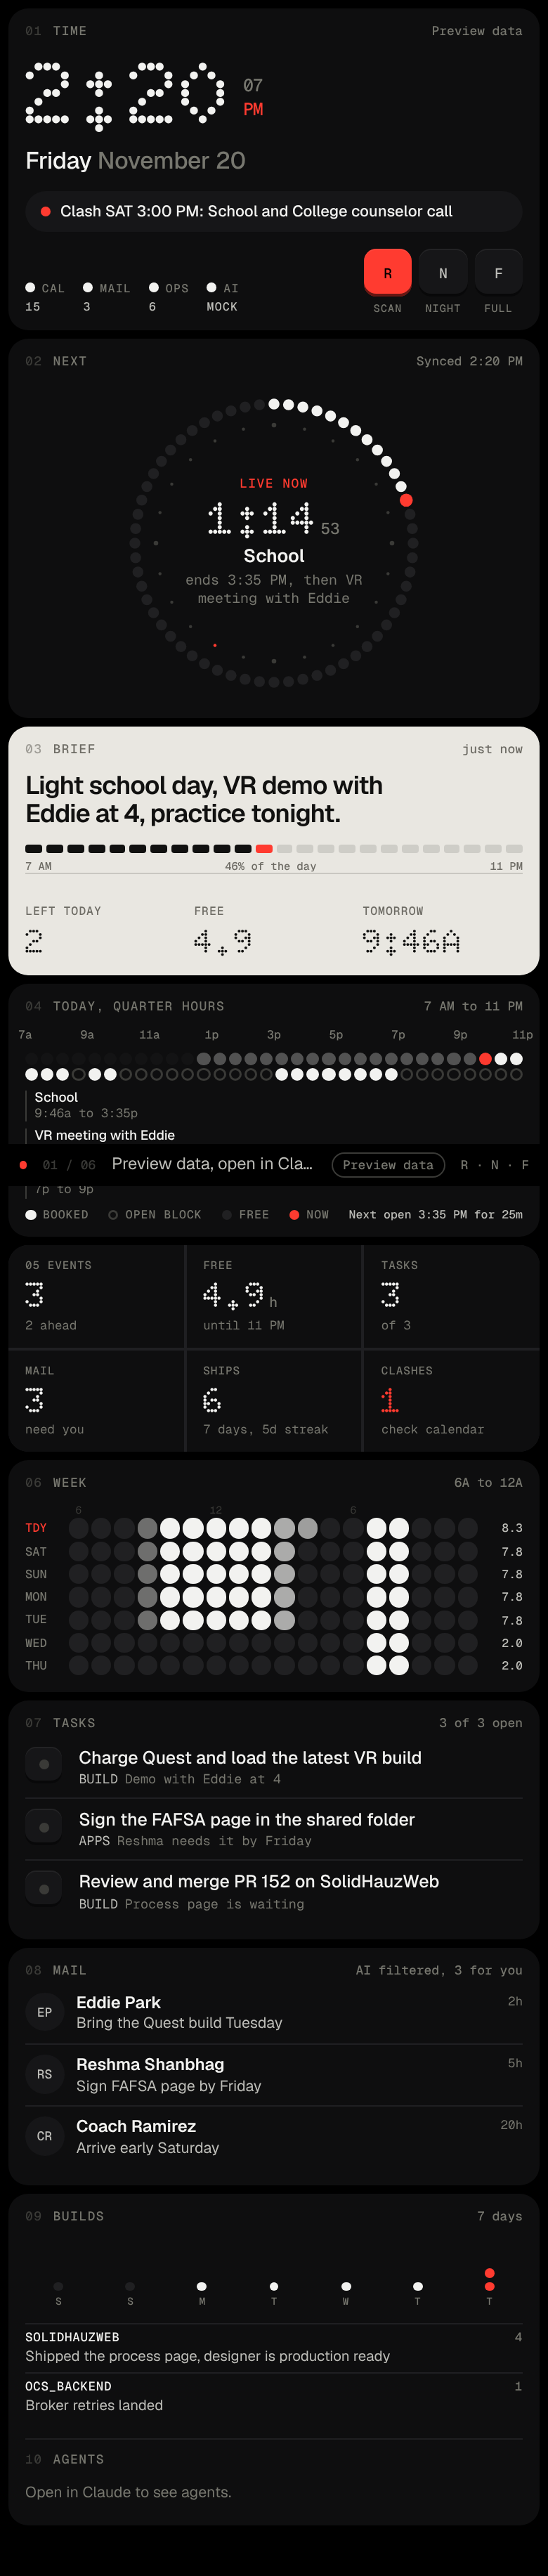 01 TIME
Preview data
2:20
07
PM
Friday November 20
Clash SAT 3:00 PM: School and College counselor call
CAL
MAIL
OPS
AI
15
3
6
MOCK
R
N
F
SCAN
NIGHT
FULL
02 NEXT
Synced 2:20 PM
LIVE NOW
1:14 53
School
ends 3:35 PM, then VR
meeting with Eddie
03 BRIEF
just now
Light school day, VR demo with
Eddie at 4, practice tonight.
7 AM
46% of the day
11 PM
LEFT TODAY
FREE
TOMORROW
2
4.9
9:46A
04 TODAY, QUARTER HOURS
7 AM to 11 PM
7a 9a 11a 1p 3p 5p 7p 9p 11p
School
9:46a to 3:35p
VR meeting with Eddie
01 / 06 Preview data, open in Cla… Preview data R · N · F
7p to 9p
BOOKED
OPEN BLOCK
FREE
NOW
Next open 3:35 PM for 25m
05 EVENTS
FREE
TASKS
3
4.9 h
3
2 ahead
until 11 PM
of 3
MAIL
SHIPS
CLASHES
3
6
1
need you
7 days, 5d streak
check calendar
06 WEEK
6A to 12A
6 12 6
TDY 8.3
SAT 7.8
SUN 7.8
MON 7.8
TUE 7.8
WED 2.0
THU 2.0
07 TASKS
3 of 3 open
Charge Quest and load the latest VR build
BUILD Demo with Eddie at 4
Sign the FAFSA page in the shared folder
APPS Reshma needs it by Friday
Review and merge PR 152 on SolidHauzWeb
BUILD Process page is waiting
08 MAIL
AI filtered, 3 for you
EP
Eddie Park
2h
Bring the Quest build Tuesday
RS
Reshma Shanbhag
5h
Sign FAFSA page by Friday
CR
Coach Ramirez
20h
Arrive early Saturday
09 BUILDS
7 days
S S M T W T T
SOLIDHAUZWEB
4
Shipped the process page, designer is production ready
OCS_BACKEND
1
Broker retries landed
10 AGENTS
Open in Claude to see agents.